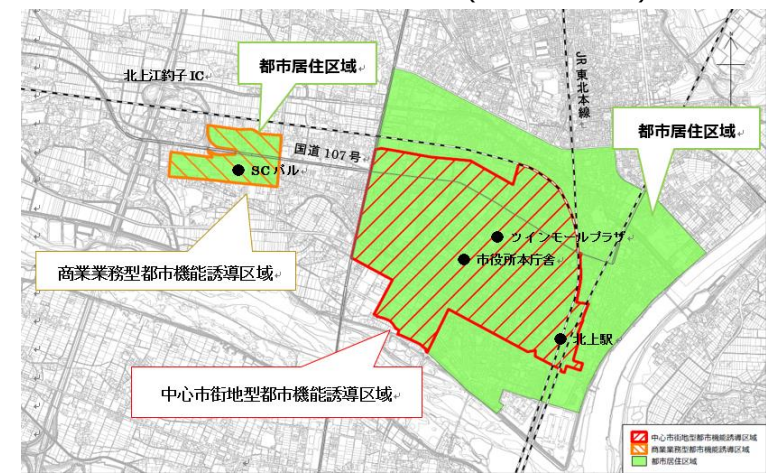 北上江釣子IC
都市居住区域
JR東北本線
都市居住区域
国道107号
SCパル
ツインモールプラザ
市役所本庁舎
商業業務型都市機能誘導区域
北上駅
中心市街地型都市機能誘導区域
中心市街地型都市機能誘導区域
商業業務型都市機能誘導区域
都市居住区域